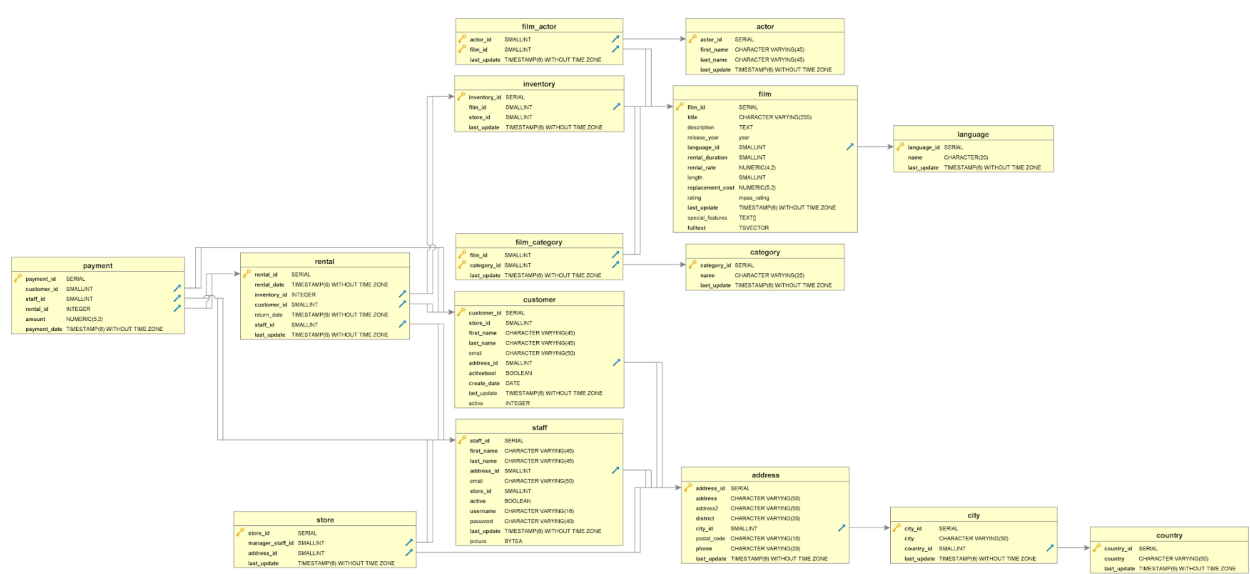 film_actor
actor_id SMALLINT
film_id SMALLINT
last_update TIMESTAMP(6) WITHOUT TIME ZONE
actor
actor_id SERIAL
first_name CHARACTER VARYING(45)
last_name CHARACTER VARYING(45)
last_update TIMESTAMP(6) WITHOUT TIME ZONE
inventory
inventory_id SERIAL
film_id SMALLINT
store_id SMALLINT
last_update TIMESTAMP(6) WITHOUT TIME ZONE
film
film_id SERIAL
title CHARACTER VARYING(255)
description TEXT
release_year year
language_id SMALLINT
rental_duration SMALLINT
rental_rate NUMERIC(4,2)
length SMALLINT
replacement_cost NUMERIC(5,2)
rating mpaa_rating
last_update TIMESTAMP(6) WITHOUT TIME ZONE
special_features TEXT[]
fulltext TSVECTOR
language
language_id SERIAL
name CHARACTER(20)
last_update TIMESTAMP(6) WITHOUT TIME ZONE
film_category
film_id SMALLINT
category_id SMALLINT
last_update TIMESTAMP(6) WITHOUT TIME ZONE
category
category_id SERIAL
name CHARACTER VARYING(25)
last_update TIMESTAMP(6) WITHOUT TIME ZONE
payment
payment_id SERIAL
customer_id SMALLINT
staff_id SMALLINT
rental_id INTEGER
amount NUMERIC(5,2)
payment_date TIMESTAMP(6) WITHOUT TIME ZONE
rental
rental_id SERIAL
rental_date TIMESTAMP(6) WITHOUT TIME ZONE
inventory_id INTEGER
customer_id SMALLINT
return_date TIMESTAMP(6) WITHOUT TIME ZONE
staff_id SMALLINT
last_update TIMESTAMP(6) WITHOUT TIME ZONE
customer
customer_id SERIAL
store_id SMALLINT
first_name CHARACTER VARYING(45)
last_name CHARACTER VARYING(45)
email CHARACTER VARYING(50)
address_id SMALLINT
activebool BOOLEAN
create_date DATE
last_update TIMESTAMP(6) WITHOUT TIME ZONE
active INTEGER
staff
staff_id SERIAL
first_name CHARACTER VARYING(45)
last_name CHARACTER VARYING(45)
address_id SMALLINT
email CHARACTER VARYING(50)
store_id SMALLINT
active BOOLEAN
username CHARACTER VARYING(16)
password CHARACTER VARYING(40)
last_update TIMESTAMP(6) WITHOUT TIME ZONE
picture BYTEA
store
store_id SERIAL
manager_staff_id SMALLINT
address_id SMALLINT
last_update TIMESTAMP(6) WITHOUT TIME ZONE
address
address_id SERIAL
address CHARACTER VARYING(50)
address2 CHARACTER VARYING(50)
district CHARACTER VARYING(20)
city_id SMALLINT
postal_code CHARACTER VARYING(10)
phone CHARACTER VARYING(20)
last_update TIMESTAMP(6) WITHOUT TIME ZONE
city
city_id SERIAL
city CHARACTER VARYING(50)
country_id SMALLINT
last_update TIMESTAMP(6) WITHOUT TIME ZONE
country
country_id SERIAL
country CHARACTER VARYING(50)
last_update TIMESTAMP(6) WITHOUT TIME ZONE